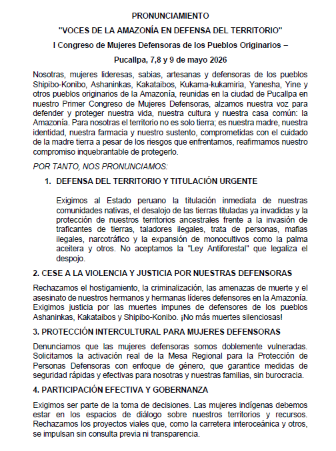 PRONUNCIAMIENTO
"VOCES DE LA AMAZONÍA EN DEFENSA DEL TERRITORIO"
I Congreso de Mujeres Defensoras de los Pueblos Originarios –
Pucallpa, 7,8 y 9 de mayo 2026
Nosotras, mujeres lideresas, sabias, artesanas y defensoras de los pueblos
Shipibo-Konibo, Ashaninkas, Kakataibos, Kukama-kukamiria, Yanesha, Yine y
otros pueblos originarios de la Amazonía, reunidas en la ciudad de Pucallpa en
nuestro Primer Congreso de Mujeres Defensoras, alzamos nuestra voz para
defender y proteger nuestra vida, nuestra cultura y nuestra casa común: la
Amazonía. Para nosotras el territorio no es solo tierra; es nuestra madre, nuestra
identidad, nuestra farmacia y nuestro sustento, comprometidas con el cuidado
de la madre tierra a pesar de los riesgos que enfrentamos, reafirmamos nuestro
compromiso inquebrantable de protegerlo.
POR TANTO, NOS PRONUNCIAMOS:
1. DEFENSA DEL TERRITORIO Y TITULACIÓN URGENTE
Exigimos al Estado peruano la titulación inmediata de nuestras
comunidades nativas, el desalojo de las tierras tituladas ya invadidas y la
protección de nuestros territorios ancestrales frente a la invasión de
traficantes de tierras, taladores ilegales, trata de personas, mafias
ilegales, narcotráfico y la expansión de monocultivos como la palma
aceitera y otros. No aceptamos la "Ley Antiforestal" que legaliza el
despojo.
2. CESE A LA VIOLENCIA Y JUSTICIA POR NUESTRAS DEFENSORAS
Rechazamos el hostigamiento, la criminalización, las amenazas de muerte y el
asesinato de nuestros hermanos y hermanas líderes defensores en la Amazonía.
Exigimos justicia por las muertes impunes de defensores de los pueblos
Ashaninkas, Kakataibos y Shipibo-Konibo. ¡No más muertes silenciosas!
3. PROTECCIÓN INTERCULTURAL PARA MUJERES DEFENSORAS
Denunciamos que las mujeres defensoras somos doblemente vulneradas.
Solicitamos la activación real de la Mesa Regional para la Protección de
Personas Defensoras con enfoque de género, que garantice medidas de
seguridad rápidas y efectivas para nosotras y nuestras familias, sin burocracia.
4. PARTICIPACIÓN EFECTIVA Y GOBERNANZA
Exigimos ser parte de la toma de decisiones. Las mujeres indígenas debemos
estar en los espacios de diálogo sobre nuestros territorios y recursos.
Rechazamos los proyectos viales que, como la carretera interoceánica y otros,
se impulsan sin consulta previa ni transparencia.